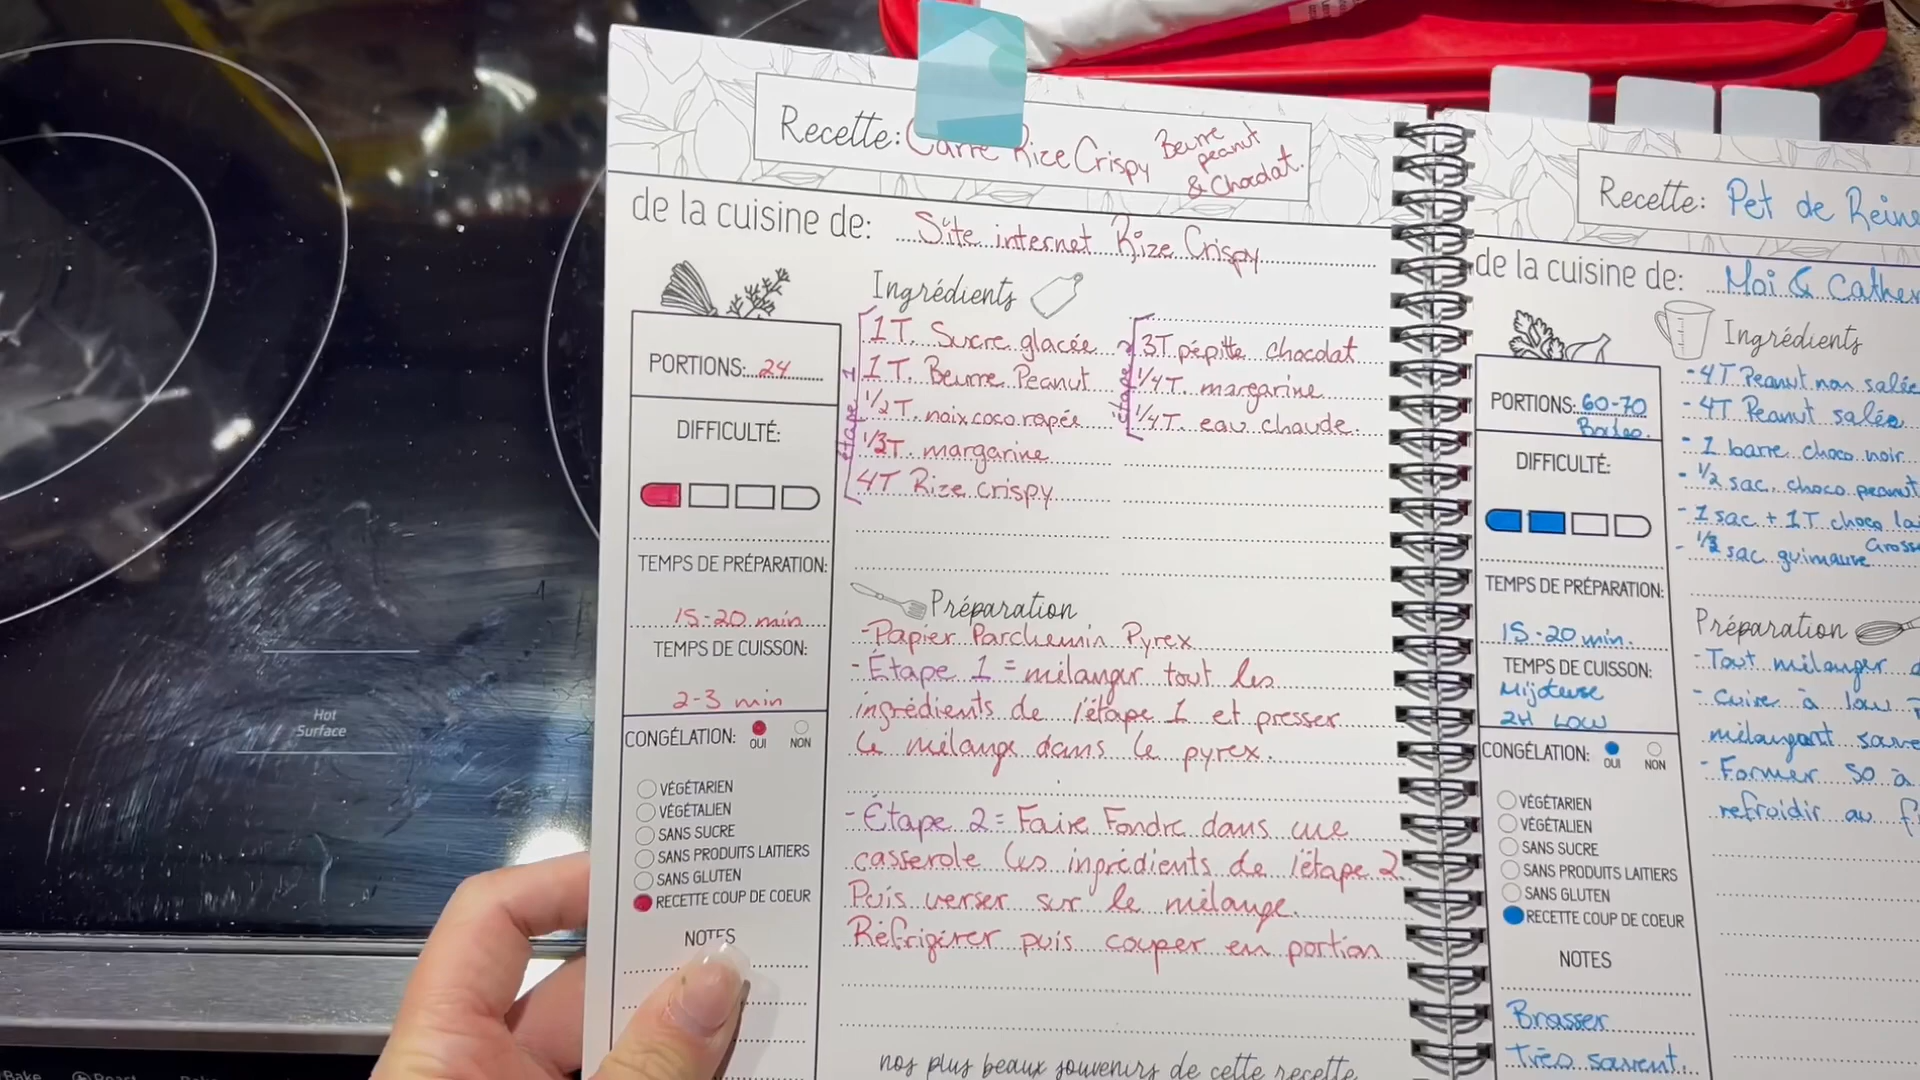 Recette: Carré Rize Crispy Beurre
peanut
& Chocolat.
de la cuisine de: Site internet Rize Crispy
Ingrédients
PORTIONS: 24
DIFFICULTÉ:
TEMPS DE PRÉPARATION:
15-20 min
TEMPS DE CUISSON:
2-3 min
CONGÉLATION: OUI NON
VÉGÉTARIEN
VÉGÉTALIEN
SANS SUCRE
SANS PRODUITS LAITIERS
SANS GLUTEN
RECETTE COUP DE COEUR
NOTES
étape 1
1 T. Sucre glacée
1 T. Beurre Peanut
1/2 T. noix coco rapée
1/3 T. margarine
4T Rize crispy
étape 2
3T pépitte chocolat
1/4 T. margarine
1/4 T. eau chaude.
Préparation
-Papier Parchemin Pyrex
-Étape 1 = mélanger tout les
ingrédients de l'étape 1 et presser
le mélange dans le pyrex.
-Étape 2 = Faire Fondre dans une
casserole les ingrédients de l'étape 2.
Puis verser sur le mélange.
Réfrigérer puis couper en portion
nos plus beaux souvenirs de cette recette
Recette: Pet de Reine
de la cuisine de: Moi &
Ingrédients
PORTIONS: 60-70
DIFFICULTÉ:
TEMPS DE PRÉPARATION:
15-20 min.
TEMPS DE CUISSON:
Mijoteuse
2H LOW
CONGÉLATION: OUI NON
VÉGÉTARIEN
VÉGÉTALIEN
SANS SUCRE
SANS PRODUITS LAITIERS
SANS GLUTEN
RECETTE COUP DE COEUR
NOTES
Brasser
Très souvent.
- 4T Peanut non salée
- 4T Peanut salée
- 1 barre choco noir
- 1/2 sac. choco peanut
- 1 sac + 1T choco
sac guimauve
Préparation
- Tout mélanger
- Cuire à low
mélangeant
- Former 50 à
refroidir au
Hot
Surface
Bake